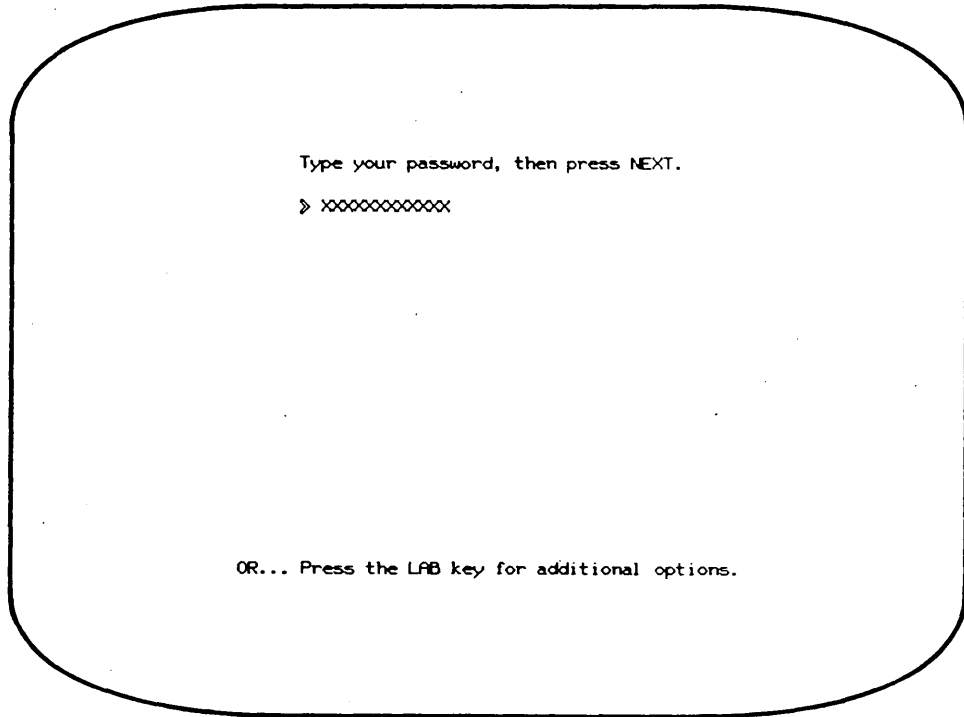 Type your password, then press NEXT.
> XXXXXXXXXXXX
OR... Press the LAB key for additional options.